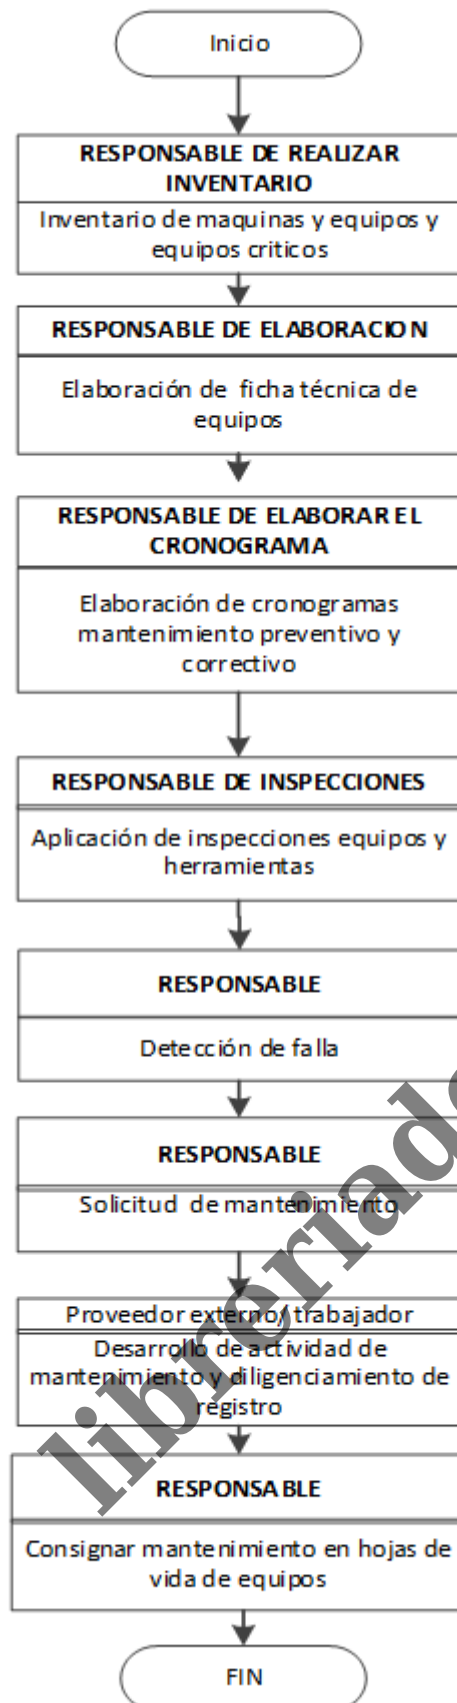 Inicio
RESPONSABLE DE REALIZAR
INVENTARIO
Inventario de maquinas y equipos y
equipos criticos
RESPONSABLE DE ELABORACION
Elaboración de ficha técnica de
equipos
RESPONSABLE DE ELABORAR EL
CRONOGRAMA
Elaboración de cronogramas
mantenimiento preventivo y
correctivo
RESPONSABLE DE INSPECCIONES
Aplicación de inspecciones equipos y
herramientas
RESPONSABLE
Detección de falla
RESPONSABLE
Solicitud de mantenimiento
Proveedor externo/ trabajador
Desarrollo de actividad de
mantenimiento y diligenciamiento de
registro
RESPONSABLE
Consignar mantenimiento en hojas de
vida de equipos
FIN